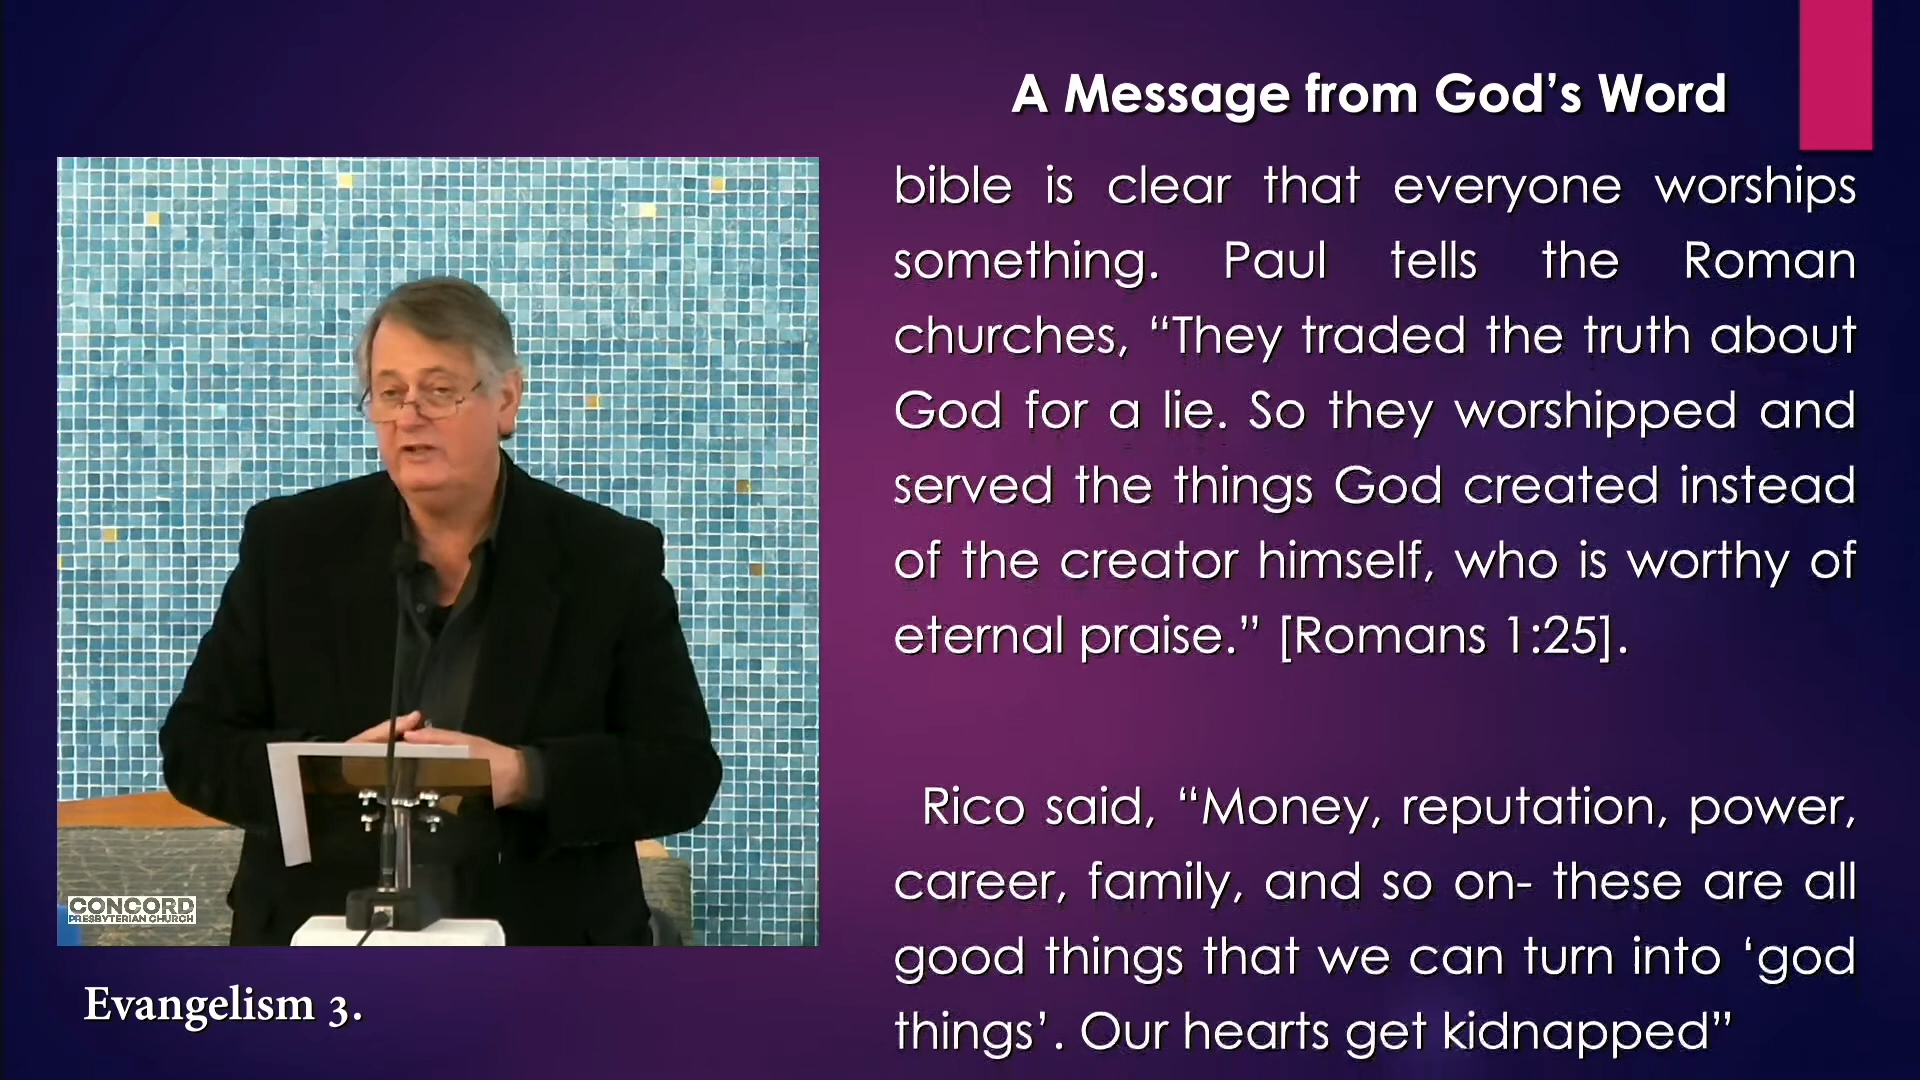 A Message from God's Word
bible is clear that everyone worships
something. Paul tells the Roman
churches, “They traded the truth about
God for a lie. So they worshipped and
served the things God created instead
of the creator himself, who is worthy of
eternal praise.” [Romans 1:25].
Rico said, “Money, reputation, power,
career, family, and so on- these are all
good things that we can turn into ‘god
things’. Our hearts get kidnapped”
CONCORD
PRESBYTERIAN CHURCH
Evangelism 3.